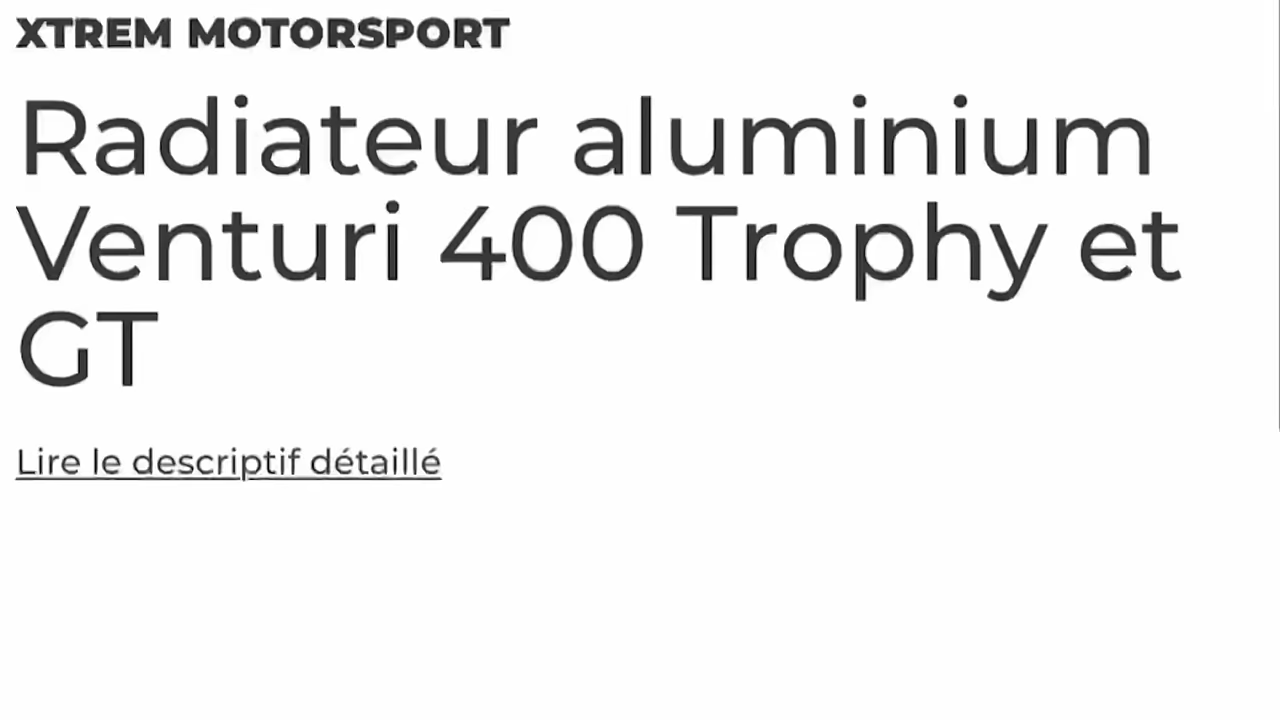 XTREM MOTORSPORT
Radiateur aluminium
Venturi 400 Trophy et
GT
Lire le descriptif détaillé